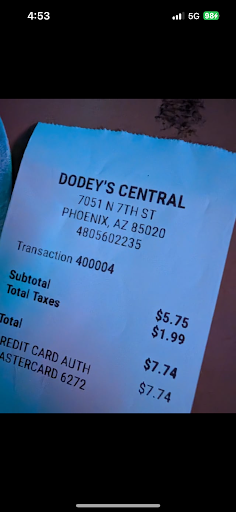 4:53 5G 98
DODEY'S CENTRAL
7051 N 7TH ST
PHOENIX, AZ 85020
4805602235
Transaction 400004
Subtotal $5.75
Total Taxes $1.99
Total $7.74
REDIT CARD AUTH $7.74
ASTERCARD 6272